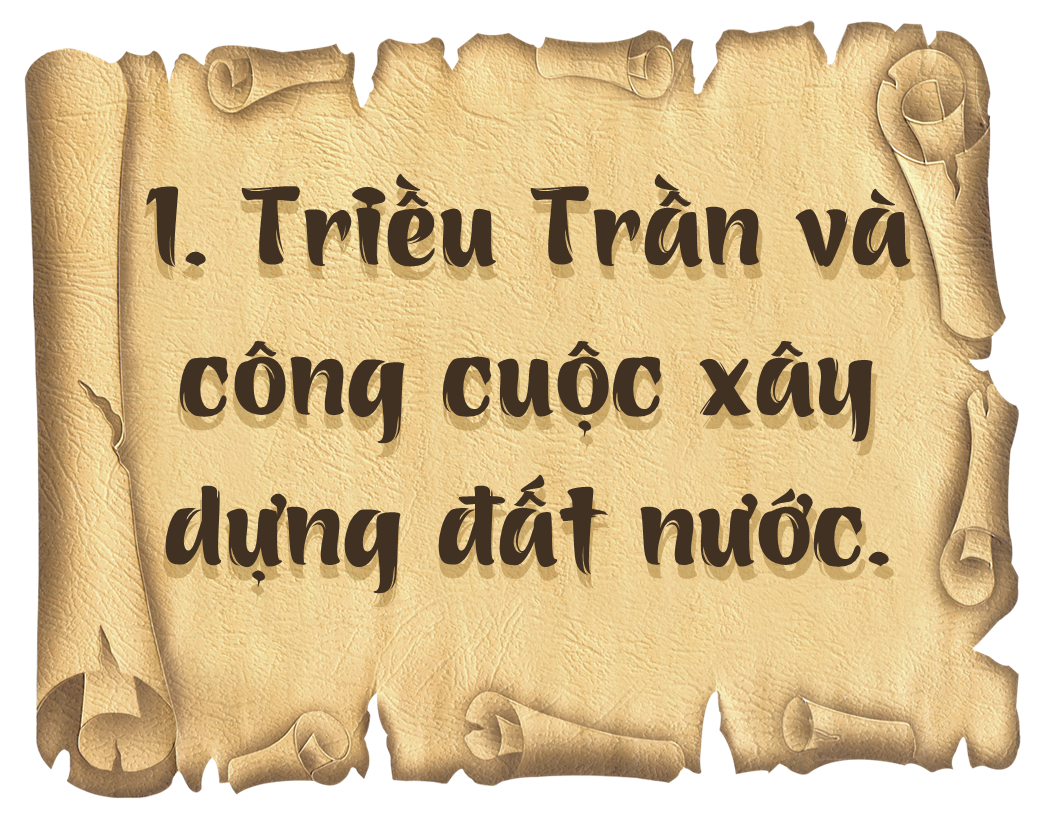 1. Triều Trần và
công cuộc xây
dựng đất nước.